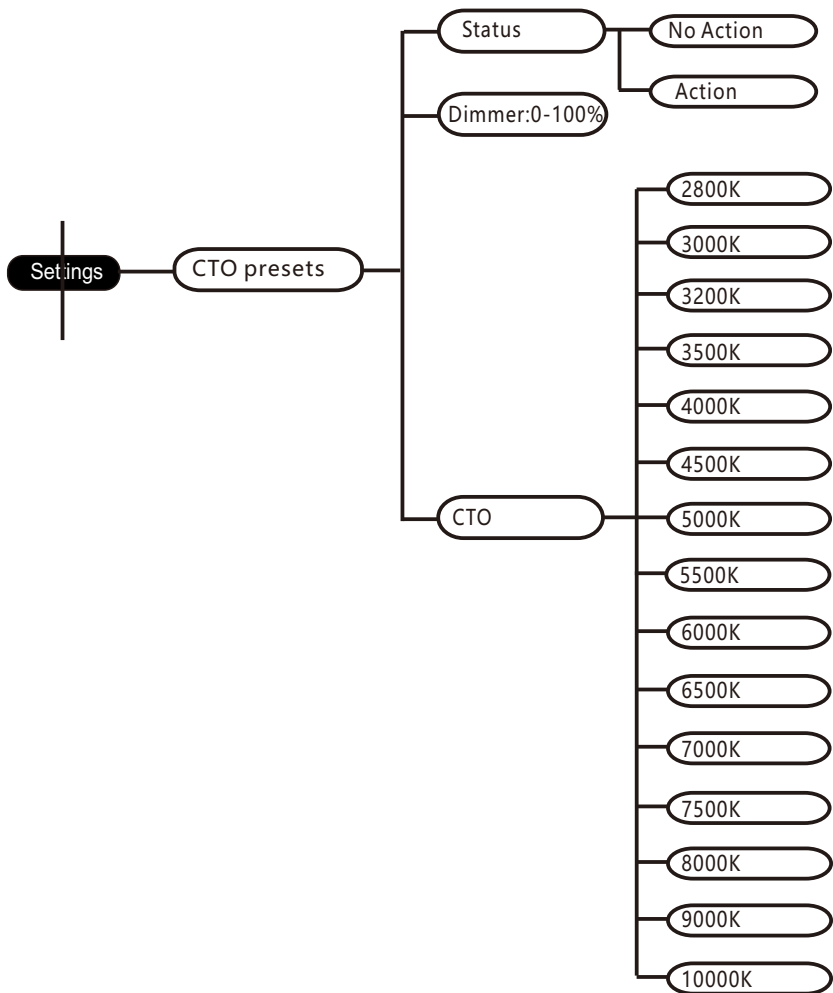 Status
No Action
Action
Dimmer:0-100%
Settings
CTO presets
CTO
2800K
3000K
3200K
3500K
4000K
4500K
5000K
5500K
6000K
6500K
7000K
7500K
8000K
9000K
10000K